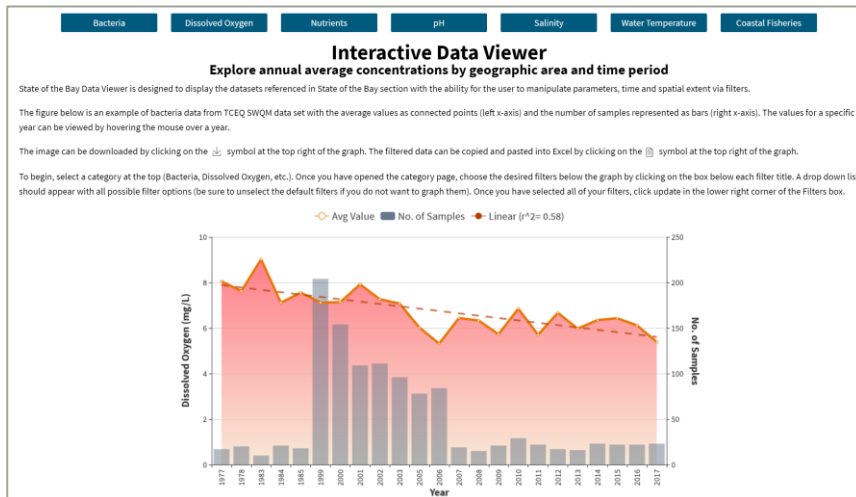 Bacteria
Dissolved Oxygen
Nutrients
pH
Salinity
Water Temperature
Coastal Fisheries
Interactive Data Viewer
Explore annual average concentrations by geographic area and time period
State of the Bay Data Viewer is designed to display the datasets referenced in State of the Bay section with the ability for the user to manipulate parameters, time and spatial extent via filters.
The figure below is an example of bacteria data from TCEQ SWQM data set with the average values as connected points (left x-axis) and the number of samples represented as bars (right x-axis). The values for a specific
year can be viewed by hovering the mouse over a year.
The image can be downloaded by clicking on the symbol at the top right of the graph. The filtered data can be copied and pasted into Excel by clicking on the symbol at the top right of the graph.
To begin, select a category at the top (Bacteria, Dissolved Oxygen, etc.). Once you have opened the category page, choose the desired filters below the graph by clicking on the box below each filter title. A drop down lis
should appear with all possible filter options (be sure to unselect the default filters if you do not want to graph them). Once you have selected all of your filters, click update in the lower right corner of the Filters box.
Avg Value No. of Samples Linear (r^2= 0.58)
Dissolved Oxygen (mg/L)
10
8
6
4
2
0
250
200
150
100
50
0
No. of Samples
1977 1978 1983 1984 1985 1999 2000 2001 2002 2003 2005 2006 2007 2008 2009 2010 2011 2012 2013 2014 2015 2016 2017
Year